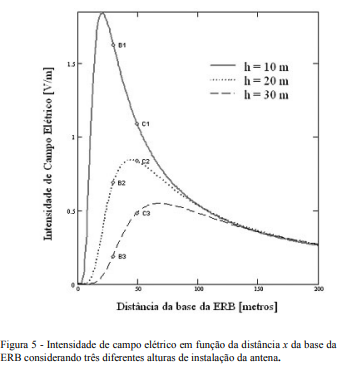 Intensidade de Campo Elétrico [V/m]
1.5
1
0.5
0
0
50
100
150
200
B1
C1
C2
B2
C3
B3
h = 10 m
h = 20 m
h = 30 m
Distância da base da ERB [metros]
Figura 5 - Intensidade de campo elétrico em função da distância x da base da
ERB considerando três diferentes alturas de instalação da antena.